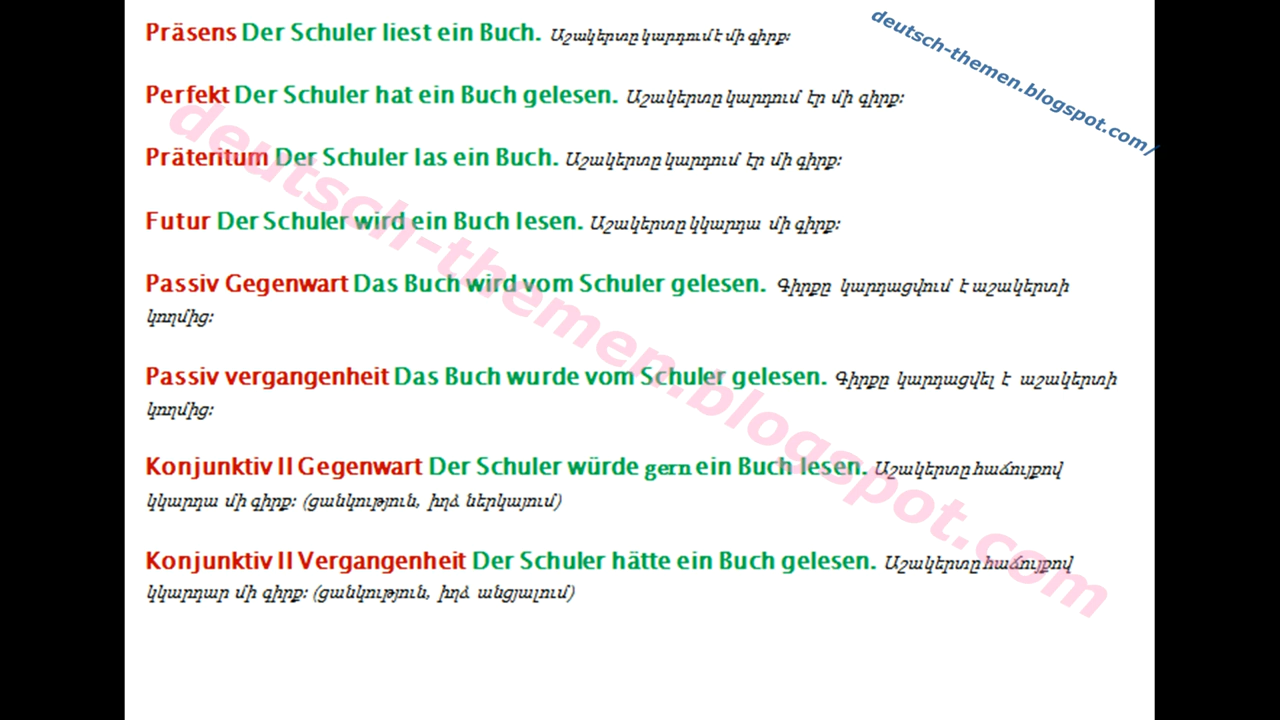 Präsens Der Schuler liest ein Buch. Աշակերտը կարդում է մի գիրք:
Perfekt Der Schuler hat ein Buch gelesen. Աշակերտը կարդում էր մի գիրք:
Präteritum Der Schuler las ein Buch. Աշակերտը կարդում էր մի գիրք:
Futur Der Schuler wird ein Buch lesen. Աշակերտը կկարդա մի գիրք:
Passiv Gegenwart Das Buch wird vom Schuler gelesen. Գիրքը կարդացվում է աշակերտի
կողմից:
Passiv vergangenheit Das Buch wurde vom Schuler gelesen. Գիրքը կարդացվել է աշակերտի
կողմից:
Konjunktiv II Gegenwart Der Schuler würde gern ein Buch lesen. Աշակերտը հաճույքով
կկարդա մի գիրք: (ցանկություն, իղձ ներկայում)
Konjunktiv II Vergangenheit Der Schuler hätte ein Buch gelesen. Աշակերտը հաճույքով
կկարդար մի գիրք: (ցանկություն, իղձ անցյալում)
deutsch-themen.blogspot.com/
deutsch-themen.blogspot.com